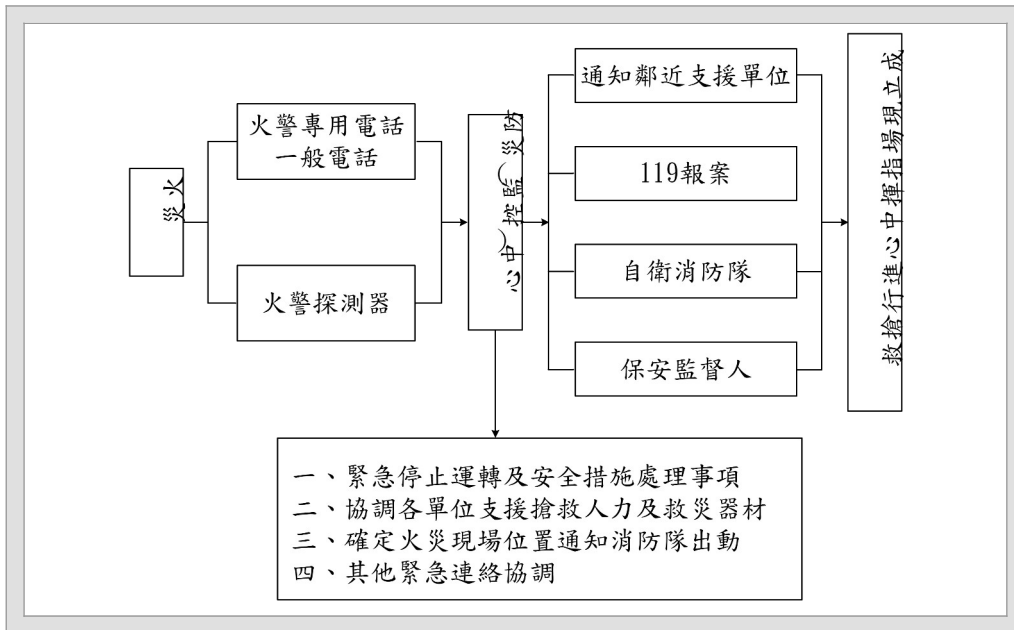 火災
火警專用電話
一般電話
火警探測器
防災(監控)中心
通知鄰近支援單位
119報案
自衛消防隊
保安監督人
成立現場指揮中心進行搶救
一、緊急停止運轉及安全措施處理事項
二、協調各單位支援搶救人力及救災器材
三、確定火災現場位置通知消防隊出動
四、其他緊急連絡協調